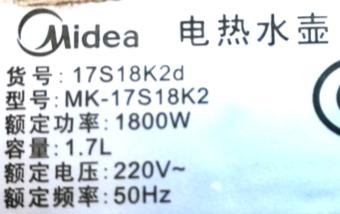 Midea 电热水壶
货号: 17S18K2d
型号: MK-17S18K2
额定功率: 1800W
容量: 1.7L
额定电压: 220V~
额定频率: 50Hz